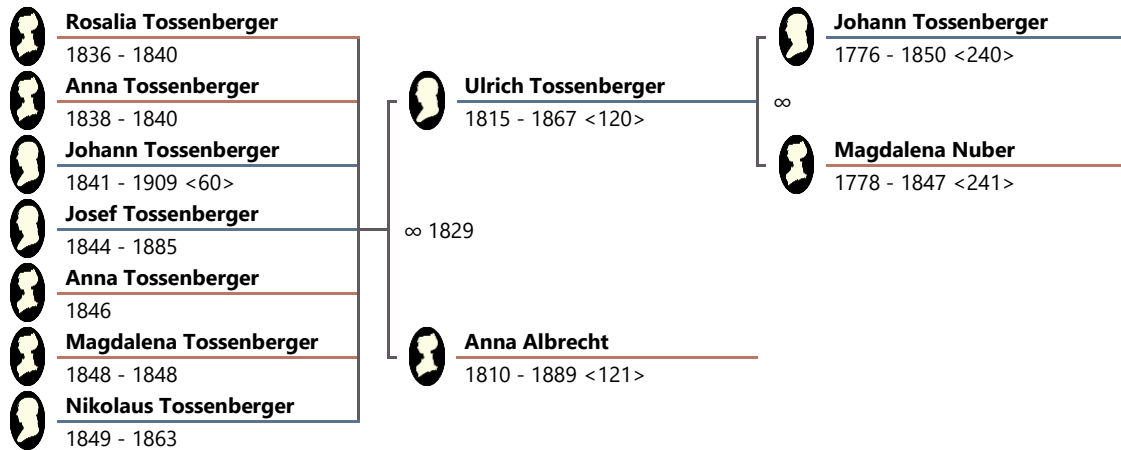 Rosalia Tossenberger
1836 - 1840
Anna Tossenberger
1838 - 1840
Johann Tossenberger
1841 - 1909 <60>
Josef Tossenberger
1844 - 1885
Anna Tossenberger
1846
Magdalena Tossenberger
1848 - 1848
Nikolaus Tossenberger
1849 - 1863
Ulrich Tossenberger
1815 - 1867 <120>
∞ 1829
Anna Albrecht
1810 - 1889 <121>
Johann Tossenberger
1776 - 1850 <240>
∞
Magdalena Nuber
1778 - 1847 <241>